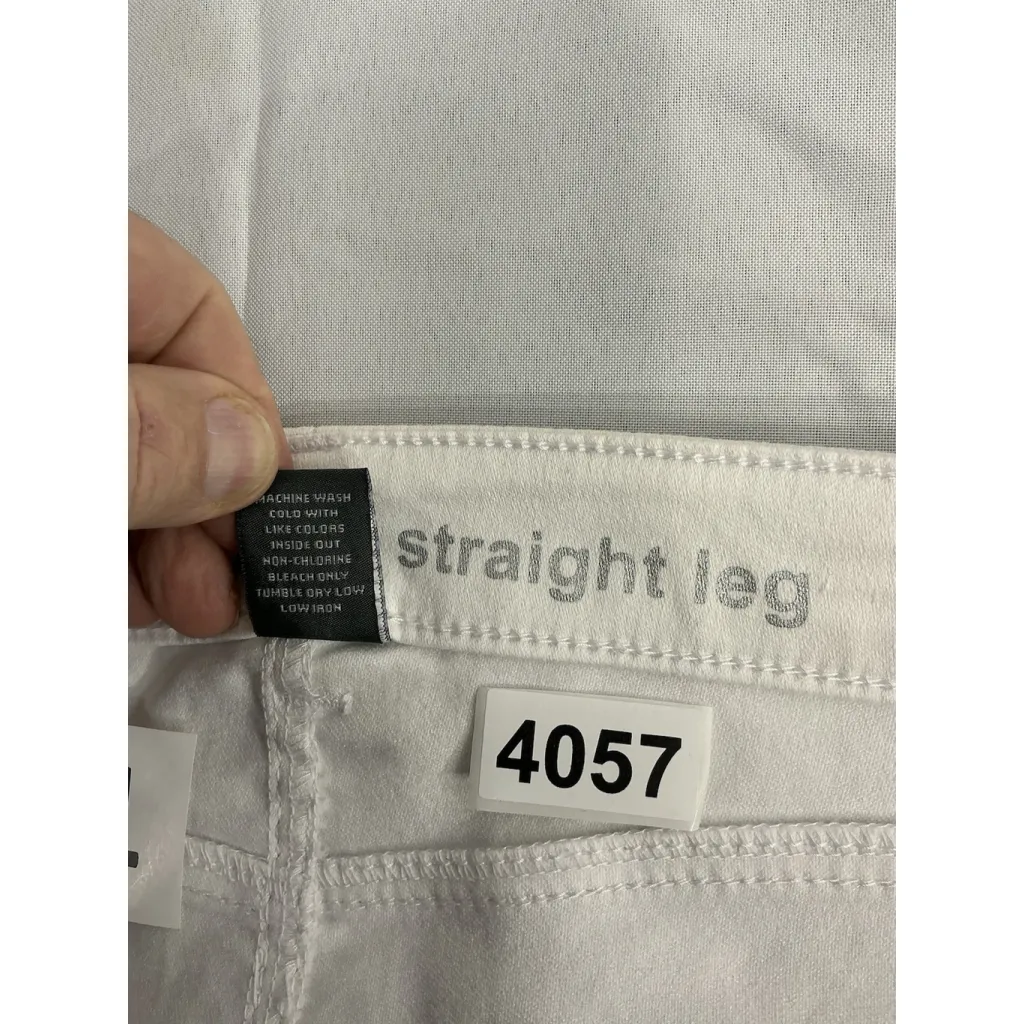 MACHINE WASH
COLD WITH
LIKE COLORS
INSIDE OUT
NON-CHLORINE
BLEACH ONLY
TUMBLE DRY LOW
LOW IRON
straight leg
4057